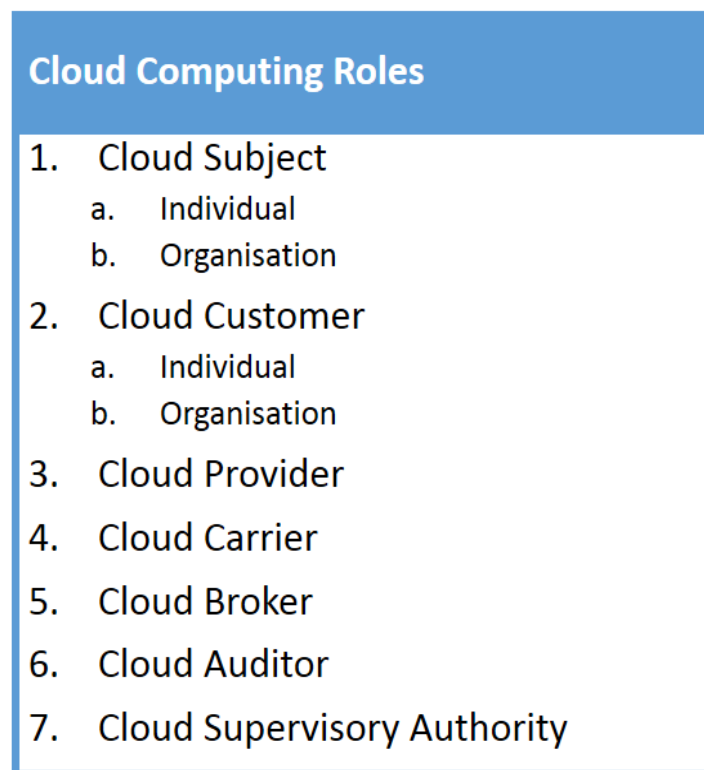 Cloud Computing Roles
1. Cloud Subject
a. Individual
b. Organisation
2. Cloud Customer
a. Individual
b. Organisation
3. Cloud Provider
4. Cloud Carrier
5. Cloud Broker
6. Cloud Auditor
7. Cloud Supervisory Authority